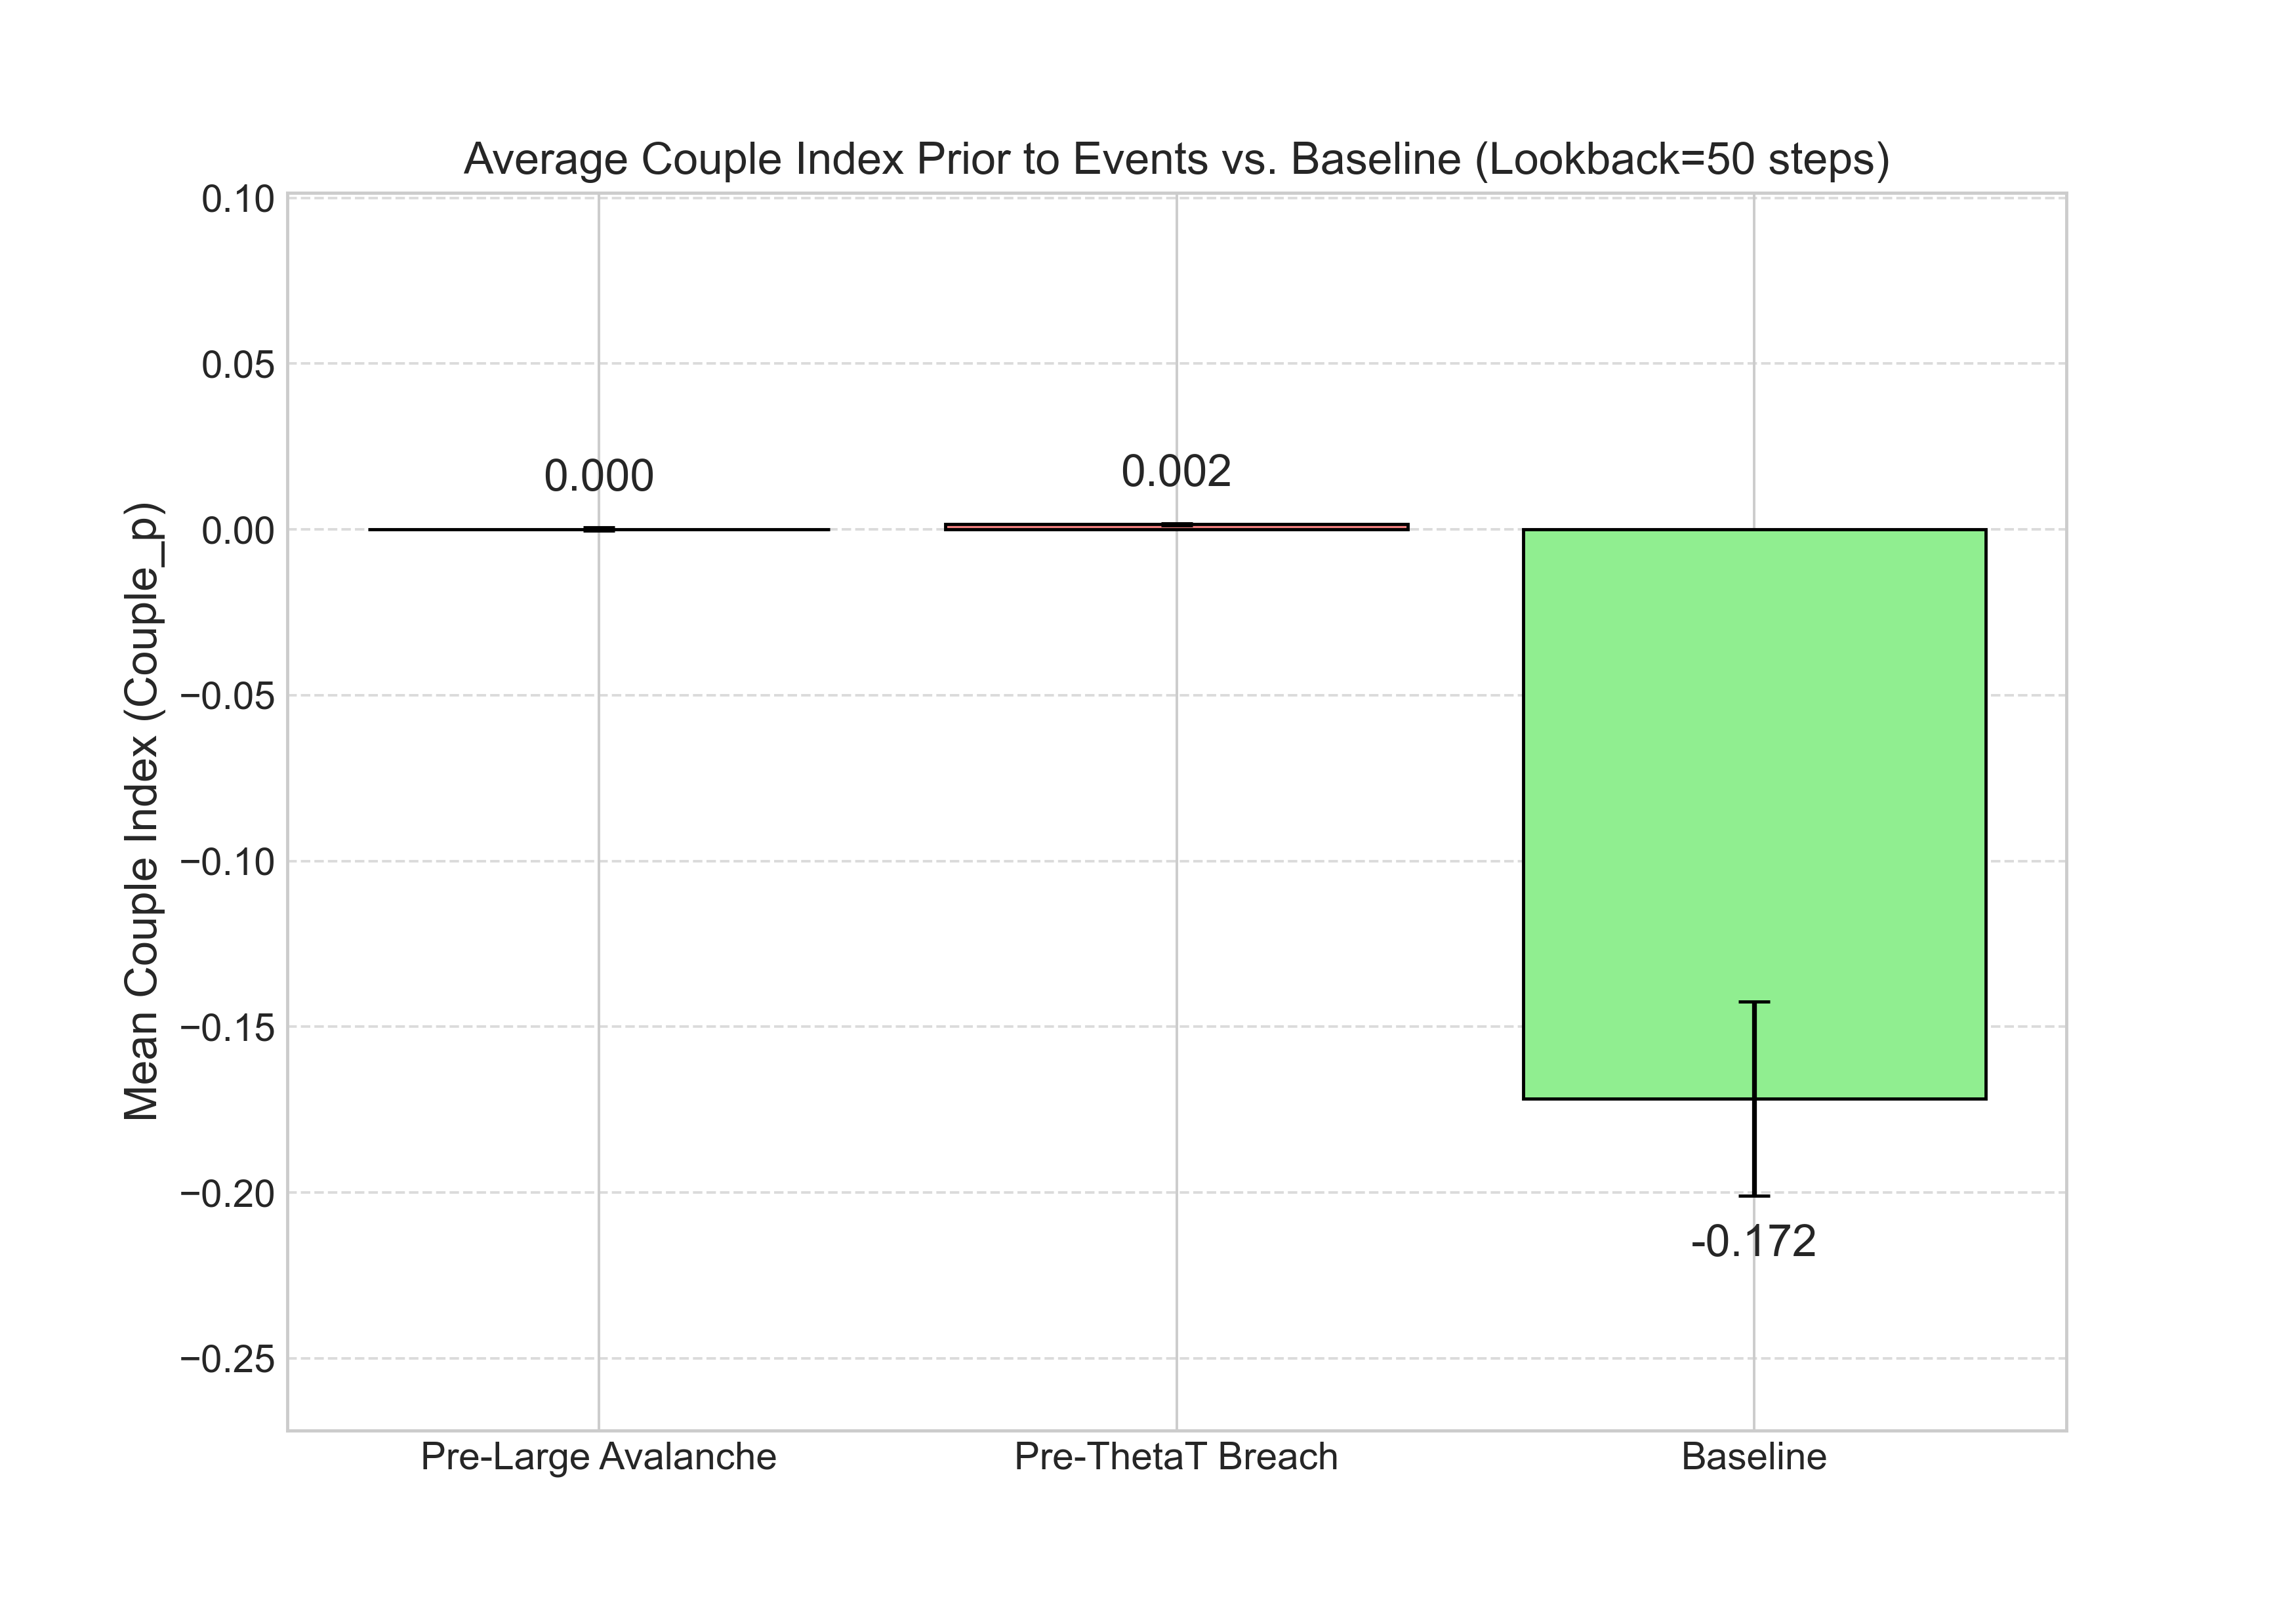 Average Couple Index Prior to Events vs. Baseline (Lookback=50 steps)
Mean Couple Index (Couple_p)
0.10
0.05
0.00
−0.05
−0.10
−0.15
−0.20
−0.25
0.000
0.002
-0.172
Pre-Large Avalanche
Pre-ThetaT Breach
Baseline